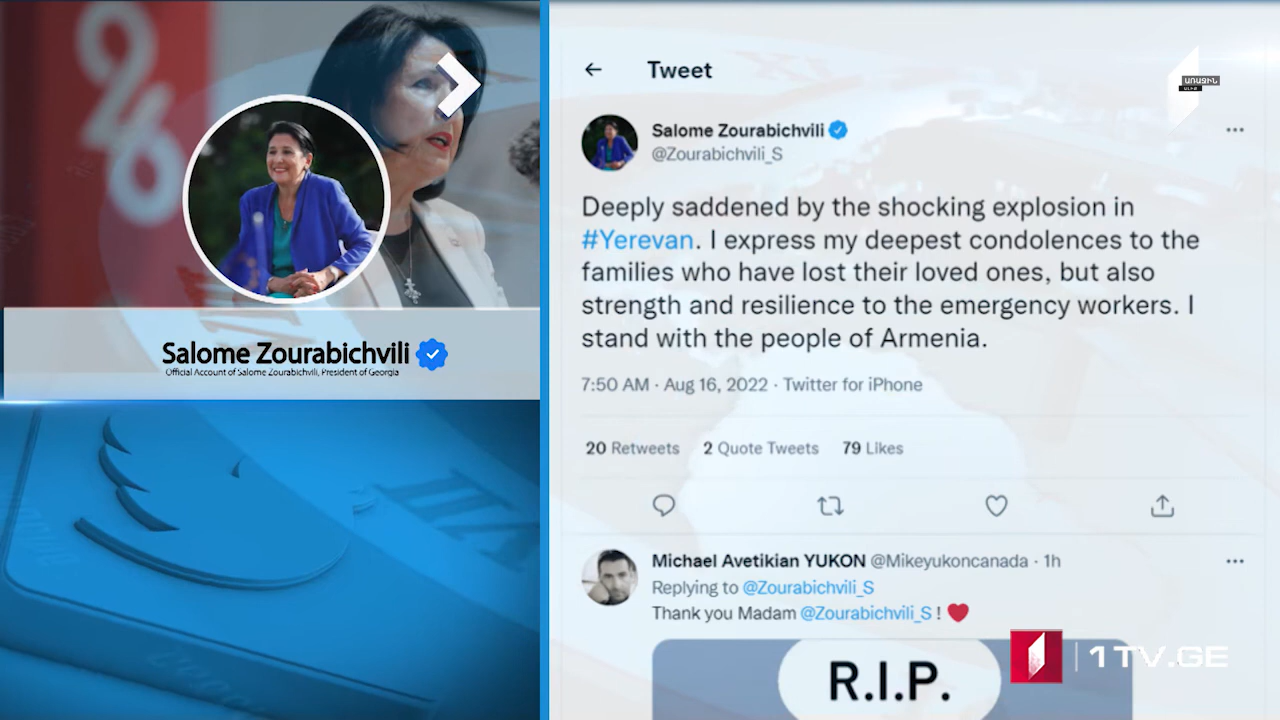 26
Salome Zourabichvili
Official Account of Salome Zourabichvili, President of Georgia
Tweet
ԱՌԱՋԻՆ
ԱԼԻՔ
Salome Zourabichvili
@Zourabichvili_S
Deeply saddened by the shocking explosion in
#Yerevan. I express my deepest condolences to the
families who have lost their loved ones, but also
strength and resilience to the emergency workers. I
stand with the people of Armenia.
7:50 AM · Aug 16, 2022 · Twitter for iPhone
20 Retweets 2 Quote Tweets 79 Likes
Michael Avetikian YUKON @Mikeyukoncanada · 1h
Replying to @Zourabichvili_S
Thank you Madam @Zourabichvili_S ! ❤️
R.I.P.
1TV.GE